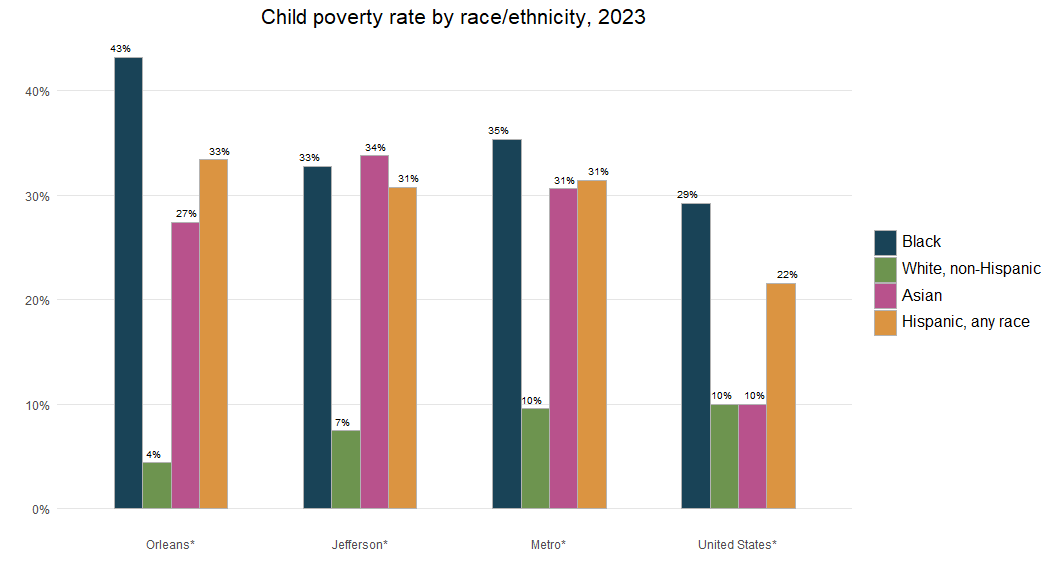 Child poverty rate by race/ethnicity, 2023
43%
4%
27%
33%
33%
7%
34%
31%
35%
10%
31%
31%
29%
10%
10%
22%
40%
30%
20%
10%
0%
Orleans*
Jefferson*
Metro*
United States*
Black
White, non-Hispanic
Asian
Hispanic, any race